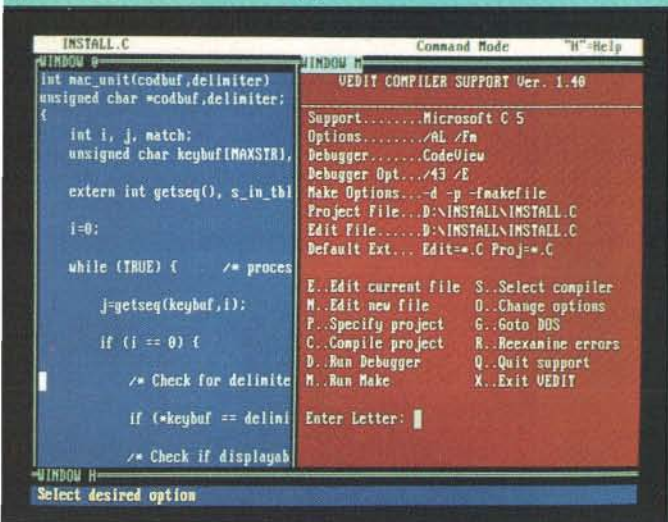 INSTALL.C Command Mode "H"=Help
WINDOW @ WINDOW M
int mac_unit(codbuf,delimiter)
unsigned char *codbuf,delimiter;
{
int i, j, match;
unsigned char keybuf[MAXSTR],
extern int getseq(), s_in_tbl
i=0;
while (TRUE) { /* proces
j=getseq(keybuf,i);
if (i == 0) {
/* Check for delimite
if (*keybuf == delimi
/* Check if displayab
VEDIT COMPILER SUPPORT Ver. 1.40
Support........Microsoft C 5
Options......../AL /Fm
Debugger.......CodeView
Debugger Opt.../43 /E
Make Options...-d -p -fmakefile
Project File...D:\INSTALL\INSTALL.C
Edit File......D:\INSTALL\INSTALL.C
Default Ext... Edit=*.C Proj=*.C
E..Edit current file S..Select compiler
N..Edit new file O..Change options
P..Specify project G..Goto DOS
C..Compile project R..Reexamine errors
D..Run Debugger Q..Quit support
M..Run Make X..Exit VEDIT
Enter Letter:
WINDOW H
Select desired option